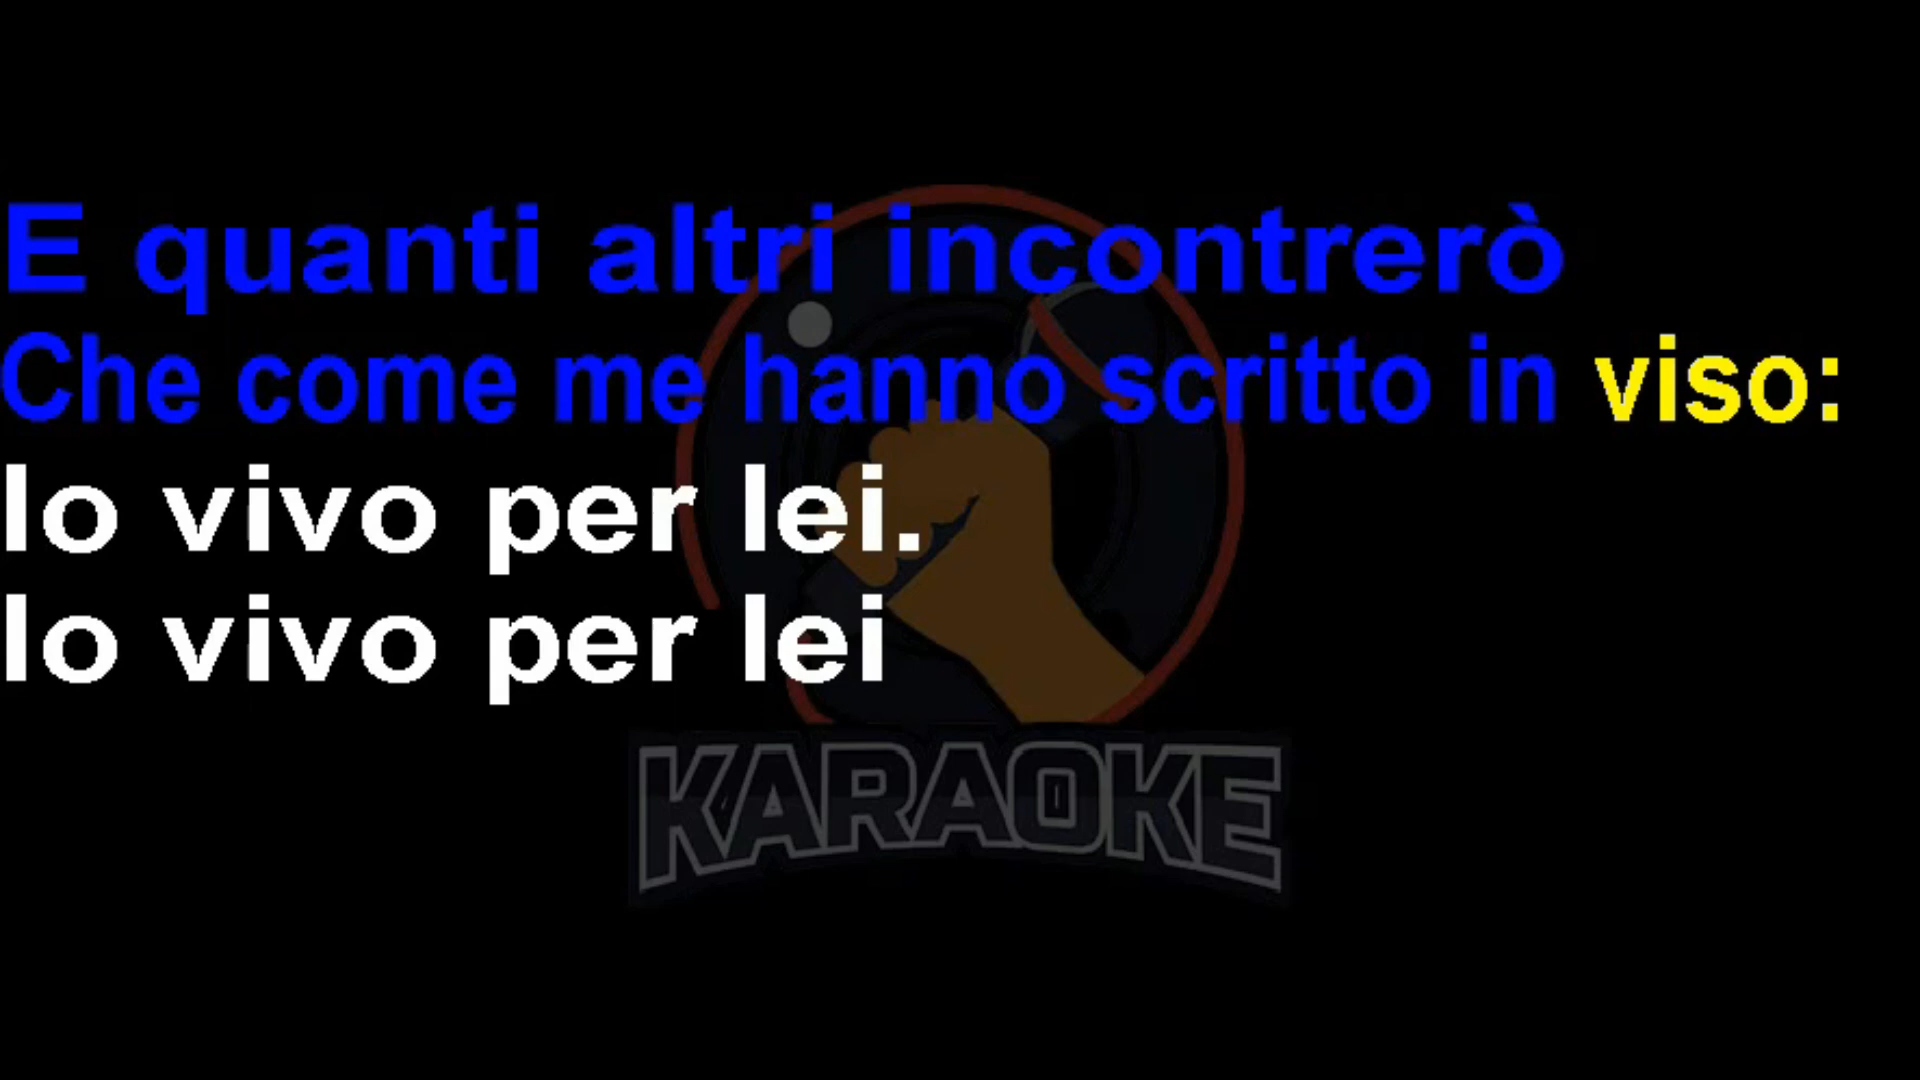 E quanti altri incontrerò
Che come me hanno scritto in viso:
Io vivo per lei.
Io vivo per lei
KARAOKE